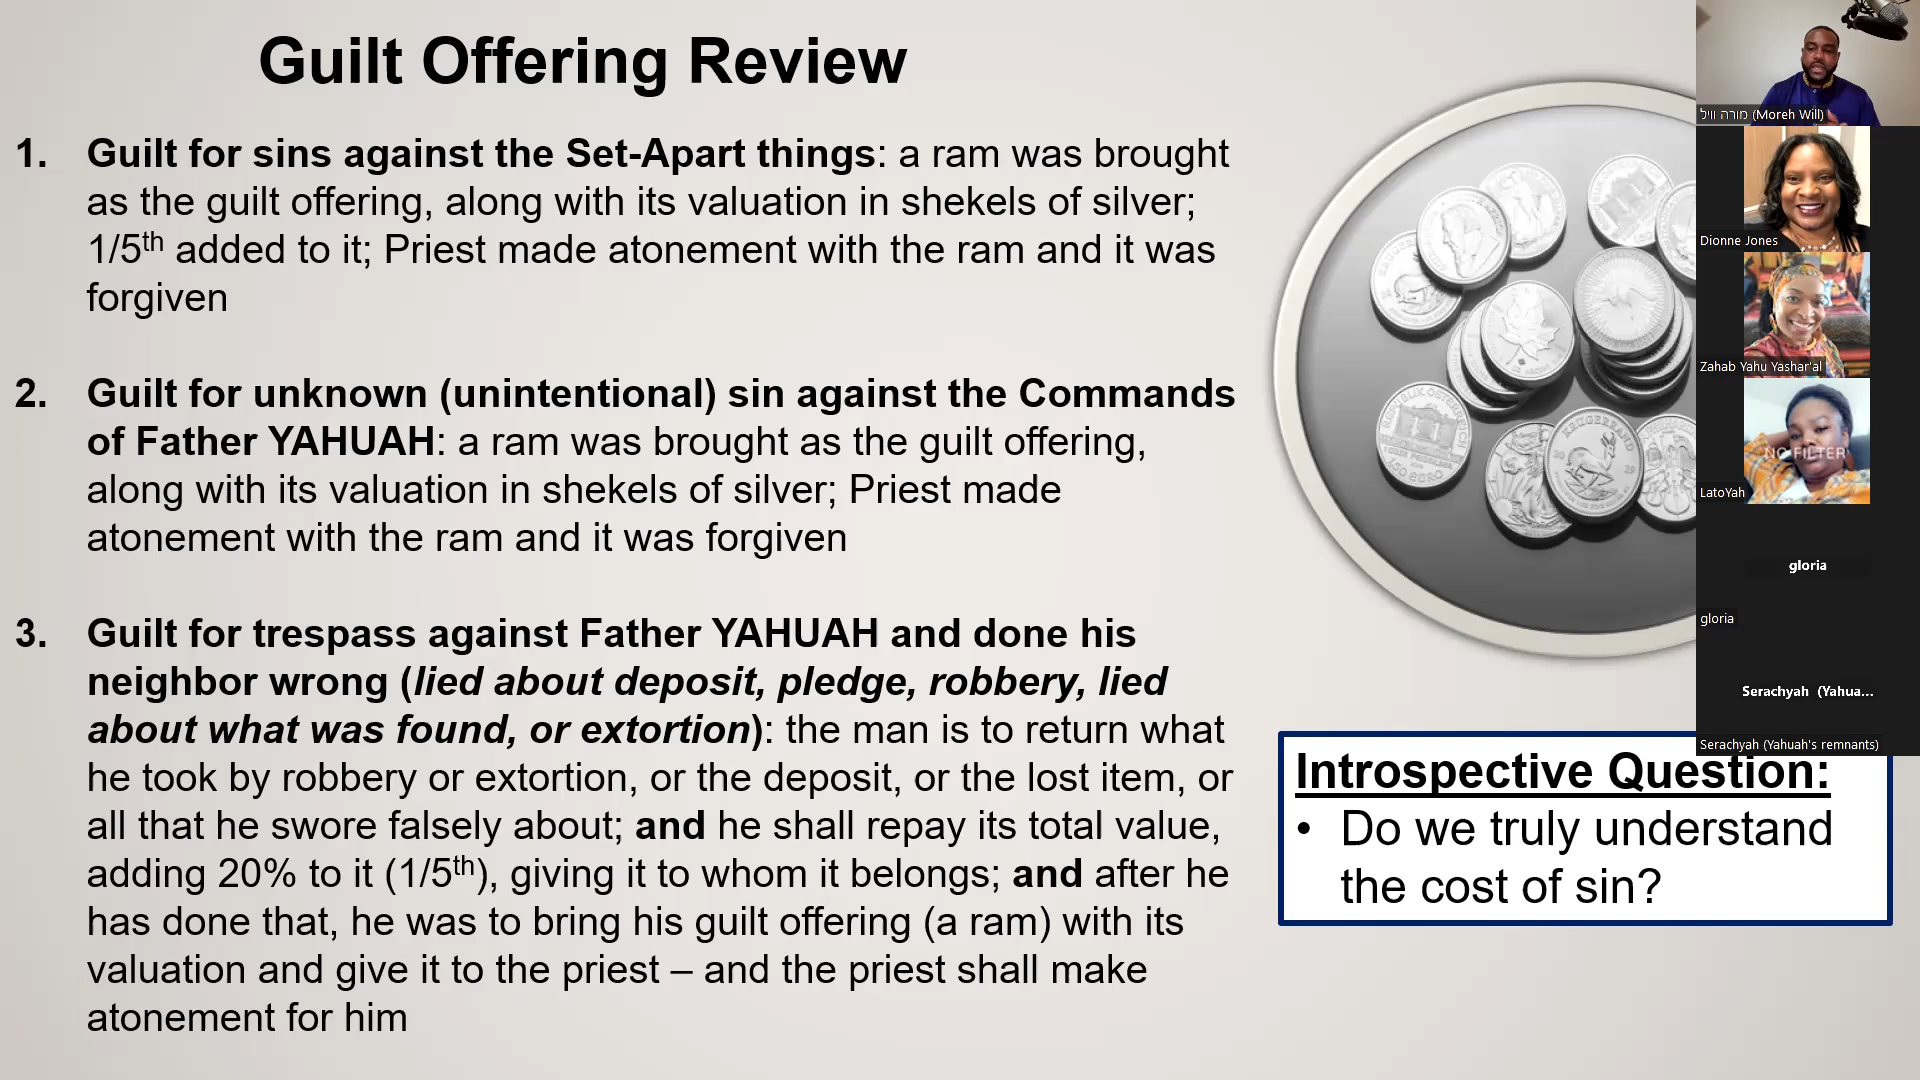 Guilt Offering Review
1. Guilt for sins against the Set-Apart things: a ram was brought
as the guilt offering, along with its valuation in shekels of silver;
1/5th added to it; Priest made atonement with the ram and it was
forgiven
2. Guilt for unknown (unintentional) sin against the Commands
of Father YAHUAH: a ram was brought as the guilt offering,
along with its valuation in shekels of silver; Priest made
atonement with the ram and it was forgiven
3. Guilt for trespass against Father YAHUAH and done his
neighbor wrong (lied about deposit, pledge, robbery, lied
about what was found, or extortion): the man is to return what
he took by robbery or extortion, or the deposit, or the lost item, or
all that he swore falsely about; and he shall repay its total value,
adding 20% to it (1/5th), giving it to whom it belongs; and after he
has done that, he was to bring his guilt offering (a ram) with its
valuation and give it to the priest – and the priest shall make
atonement for him
KRUGERRAND
Introspective Question:
• Do we truly understand
the cost of sin?
מורה וויל (Moreh Will)
Dionne Jones
Zahab Yahu Yashar'al
NO FILTER
LatoYah
gloria
gloria
Serachyah (Yahua...
Serachyah (Yahuah's remnants)